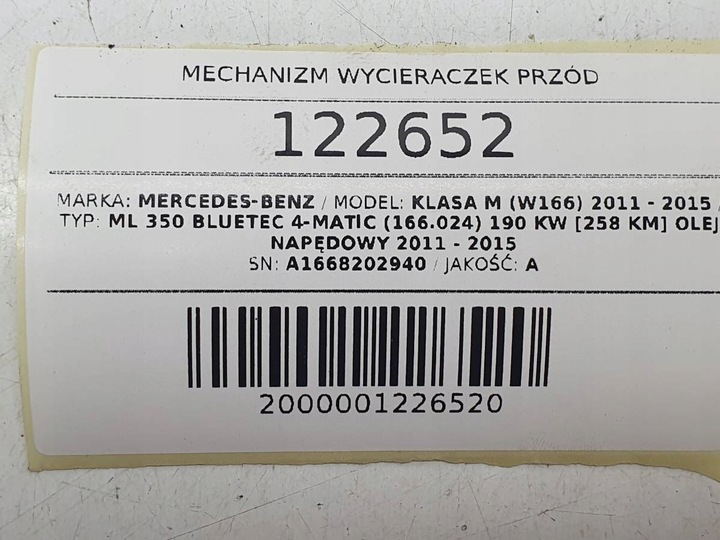 MECHANIZM WYCIERACZEK PRZÓD
122652
MARKA: MERCEDES-BENZ / MODEL: KLASA M (W166) 2011 - 2015 /
TYP: ML 350 BLUETEC 4-MATIC (166.024) 190 KW [258 KM] OLEJ
NAPĘDOWY 2011 - 2015
SN: A1668202940 / JAKOŚĆ: A
2000001226520